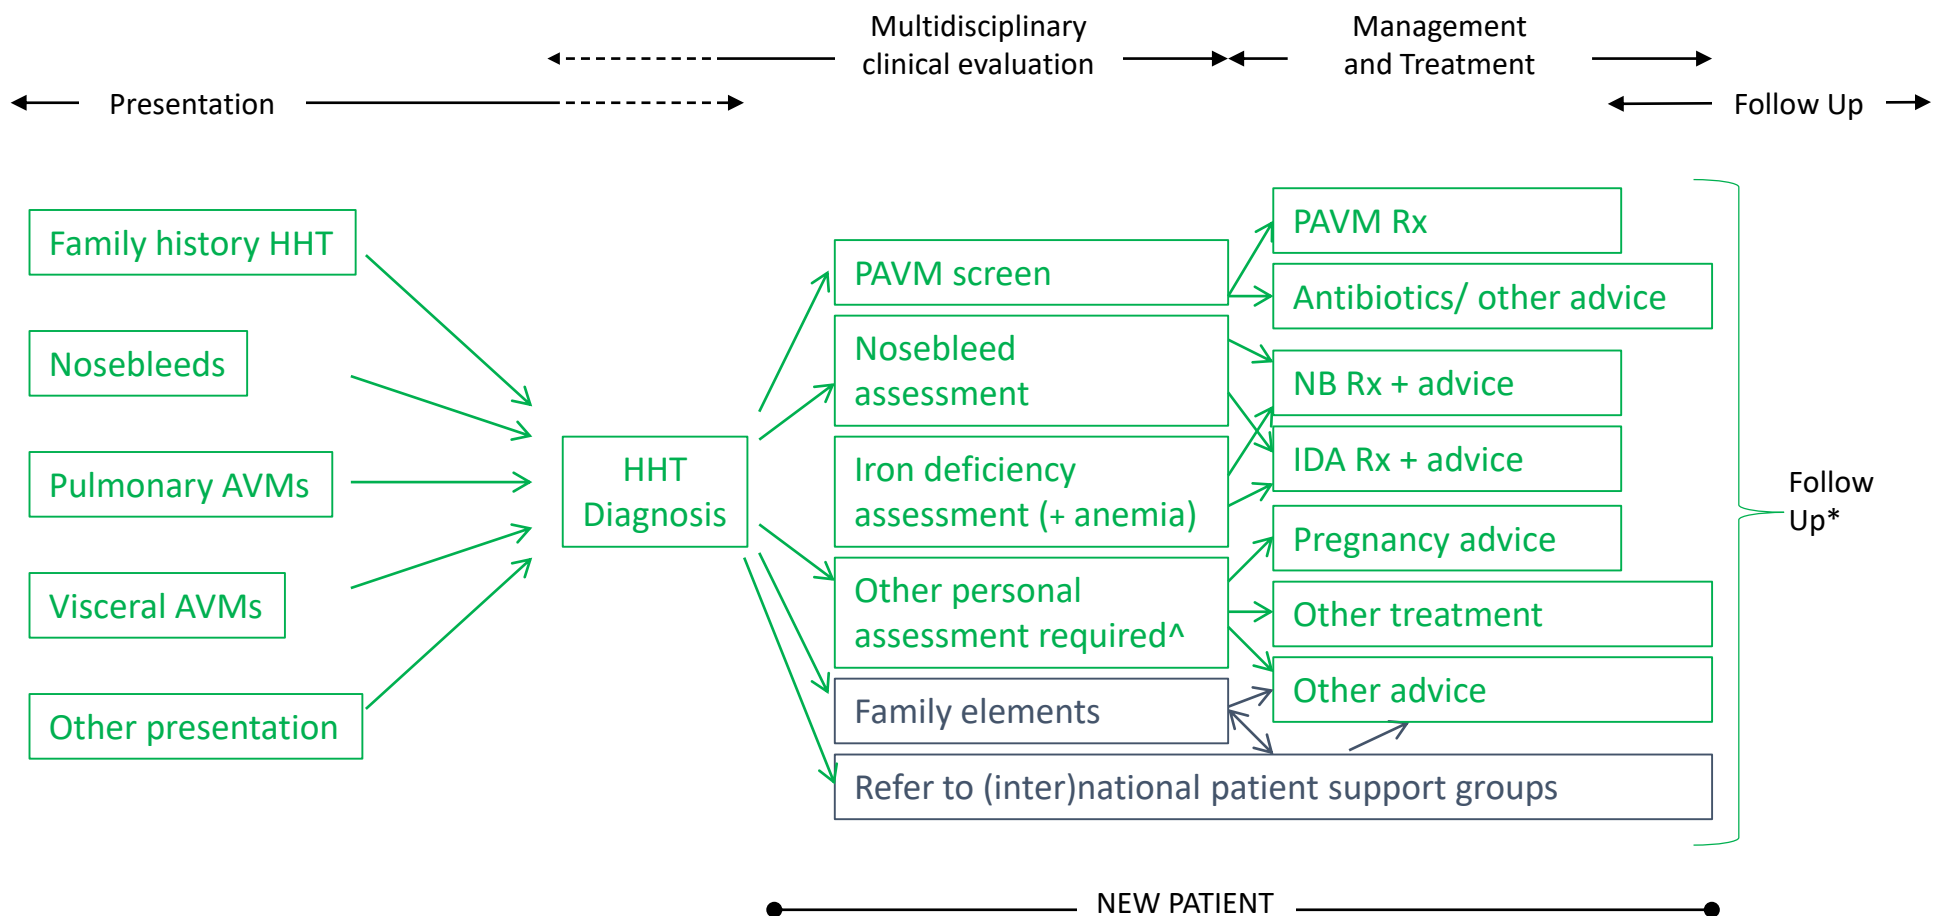 Multidisciplinary
clinical evaluation
Management
and Treatment
Presentation
Follow Up
Family history HHT
Nosebleeds
Pulmonary AVMs
Visceral AVMs
Other presentation
HHT
Diagnosis
PAVM screen
Nosebleed
assessment
Iron deficiency
assessment (+ anemia)
Other personal
assessment required^
Family elements
Refer to (inter)national patient support groups
PAVM Rx
Antibiotics/ other advice
NB Rx + advice
IDA Rx + advice
Pregnancy advice
Other treatment
Other advice
Follow
Up*
NEW PATIENT